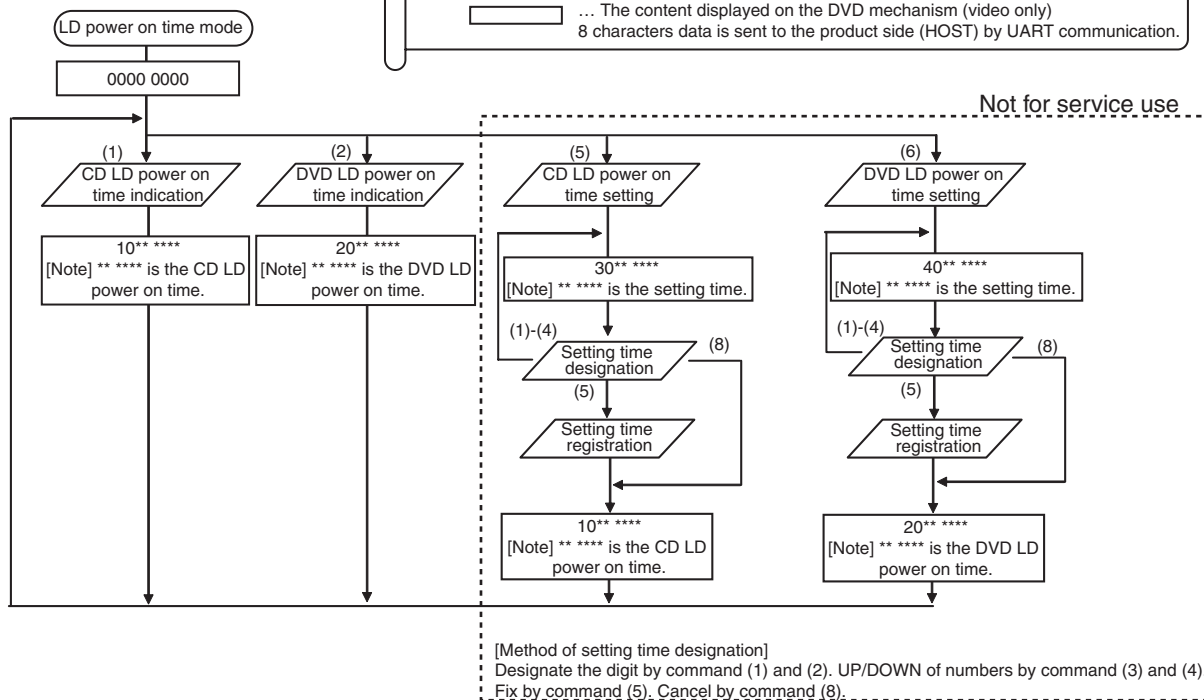 … The content displayed on the DVD mechanism (video only)
8 characters data is sent to the product side (HOST) by UART communication.
LD power on time mode
0000 0000
Not for service use
(1)
CD LD power on
time indication
10** ****
[Note] ** **** is the CD LD
power on time.
(2)
DVD LD power on
time indication
20** ****
[Note] ** **** is the DVD LD
power on time.
(5)
CD LD power on
time setting
30** ****
[Note] ** **** is the setting time.
(1)-(4)
Setting time
designation
(8)
(5)
Setting time
registration
10** ****
[Note] ** **** is the CD LD
power on time.
(6)
DVD LD power on
time setting
40** ****
[Note] ** **** is the setting time.
(1)-(4)
Setting time
designation
(8)
(5)
Setting time
registration
20** ****
[Note] ** **** is the DVD LD
power on time.
[Method of setting time designation]
Designate the digit by command (1) and (2). UP/DOWN of numbers by command (3) and (4)
Fix by command (5). Cancel by command (8).